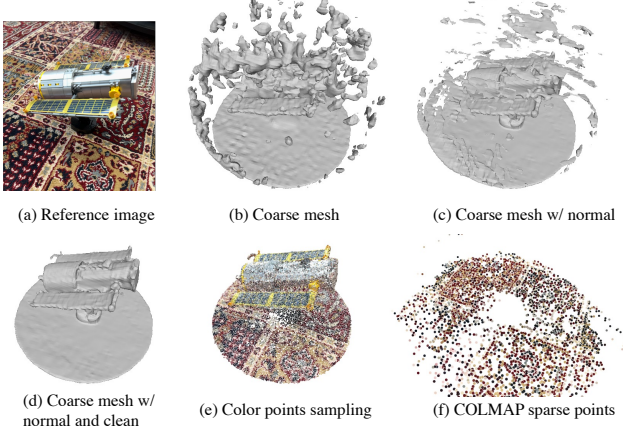 (a) Reference image
(b) Coarse mesh
(c) Coarse mesh w/ normal
(d) Coarse mesh w/
normal and clean
(e) Color points sampling
(f) COLMAP sparse points